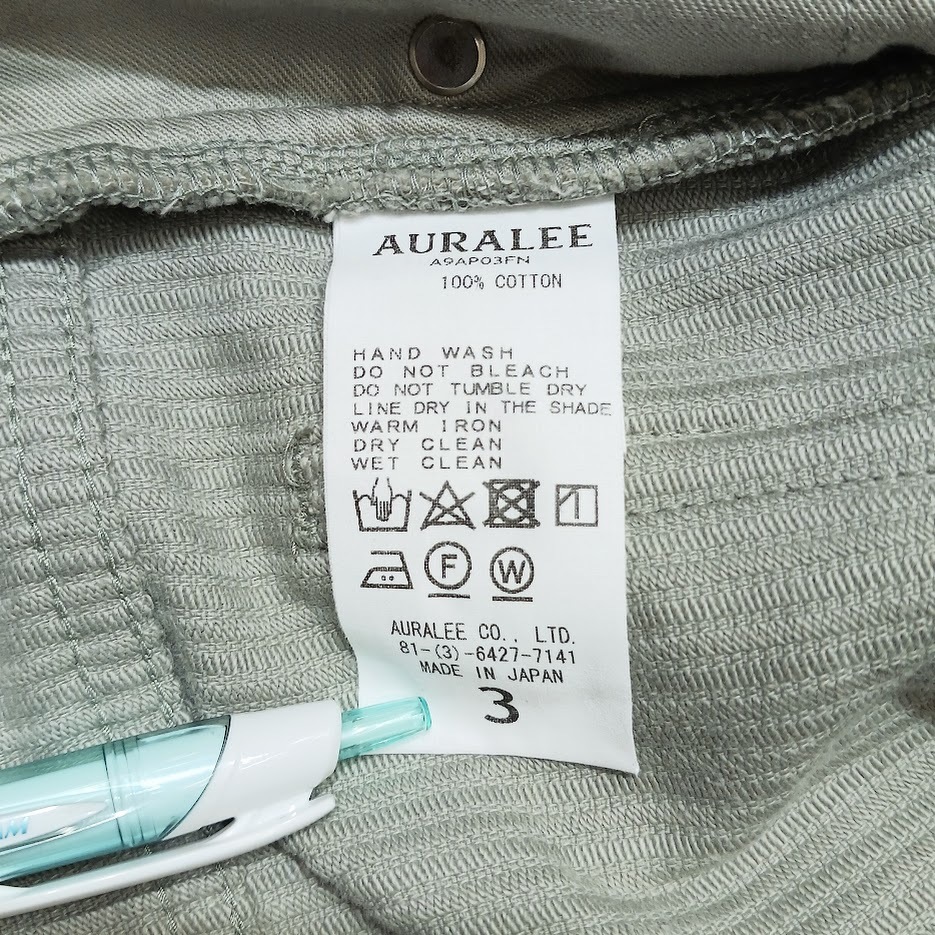 AURALEE
A9AP03FN
100% COTTON
HAND WASH
DO NOT BLEACH
DO NOT TUMBLE DRY
LINE DRY IN THE SHADE
WARM IRON
DRY CLEAN
WET CLEAN
F W
AURALEE CO., LTD.
81-(3)-6427-7141
MADE IN JAPAN
3